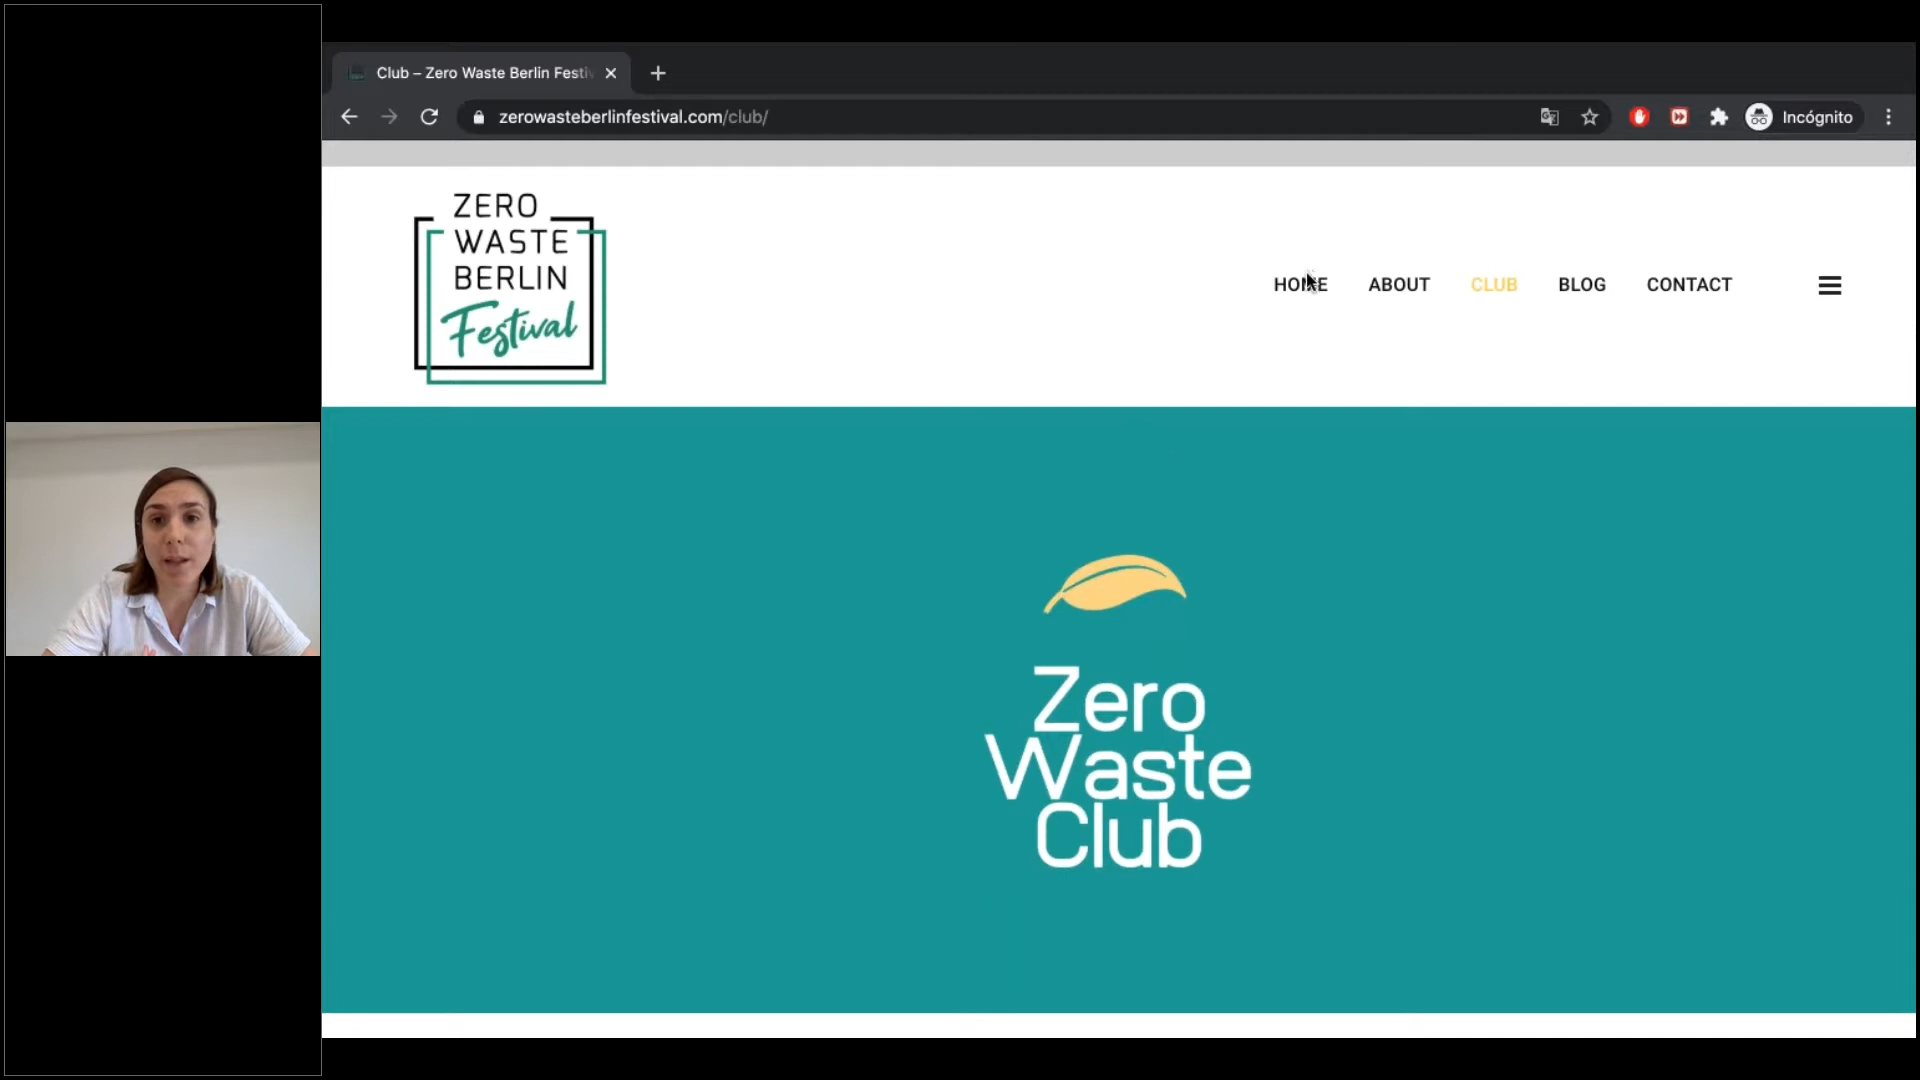 Club – Zero Waste Berlin Festi
zerowasteberlinfestival.com/club/
Incógnito
ZERO
WASTE
BERLIN
Festival
HOME ABOUT CLUB BLOG CONTACT
Zero
Waste
Club